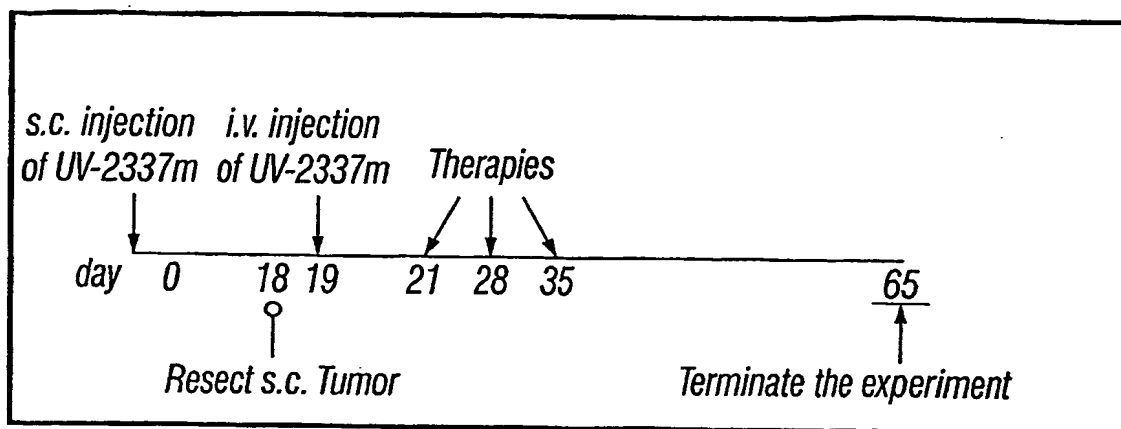 s.c. injection i.v. injection
of UV-2337m of UV-2337m Therapies
day 0 18 19 21 28 35 65
Resect s.c. Tumor Terminate the experiment